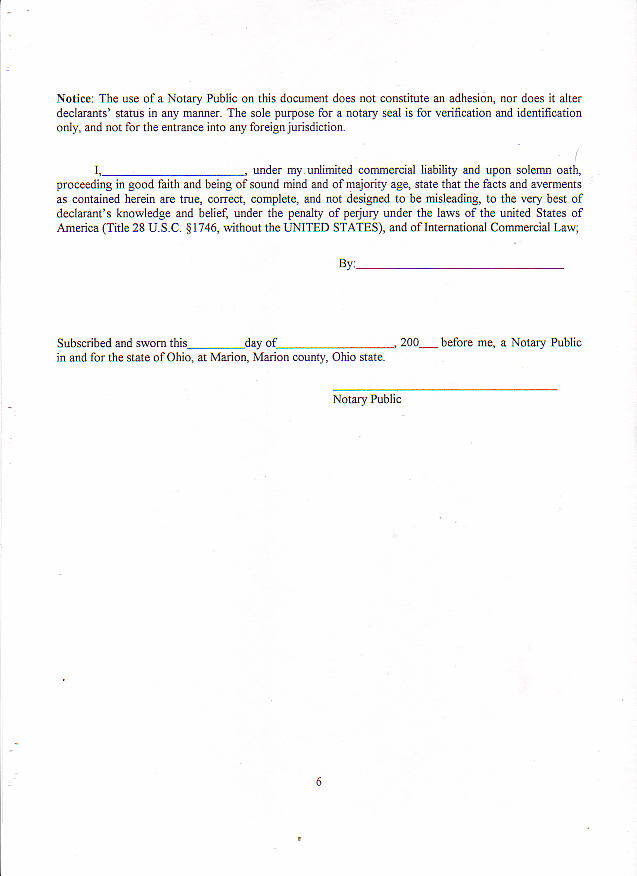 Notice: The use of a Notary Public on this document does not constitute an adhesion, nor does it alter
declarants' status in any manner. The sole purpose for a notary seal is for verification and identification
only, and not for the entrance into any foreign jurisdiction.
I,_______________________, under my unlimited commercial liability and upon solemn oath,
proceeding in good faith and being of sound mind and of majority age, state that the facts and averments
as contained herein are true, correct, complete, and not designed to be misleading, to the very best of
declarant's knowledge and belief, under the penalty of perjury under the laws of the united States of
America (Title 28 U.S.C. §1746, without the UNITED STATES), and of International Commercial Law;
By:__________________________________
Subscribed and sworn this__________day of____________________, 200___ before me, a Notary Public
in and for the state of Ohio, at Marion, Marion county, Ohio state.
Notary Public
6